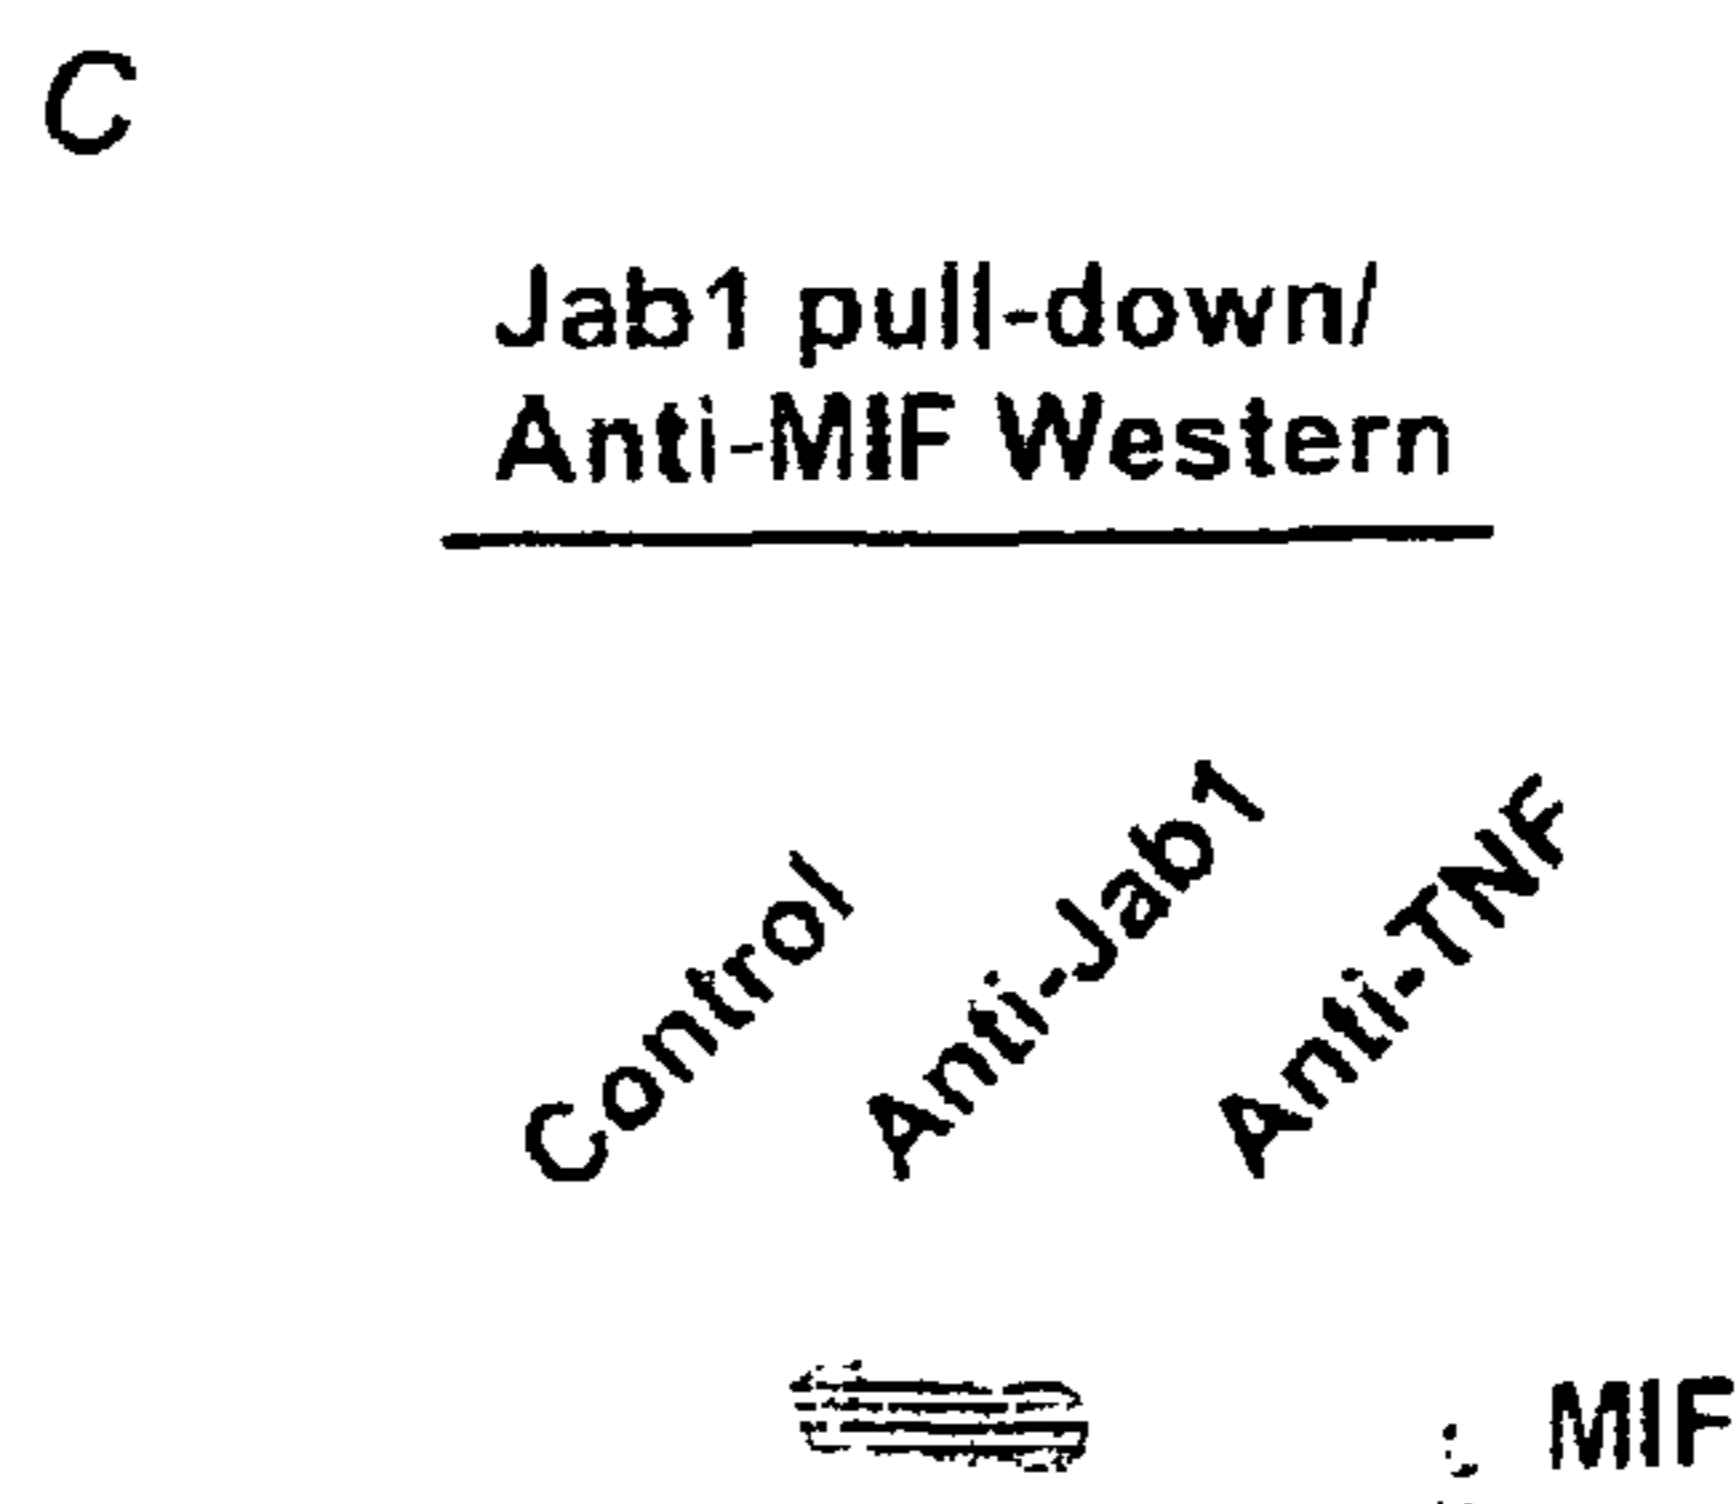 C
Jab1 pull-down/
Anti-MIF Western
Control
Anti-Jab1
Anti-TNF
MIF